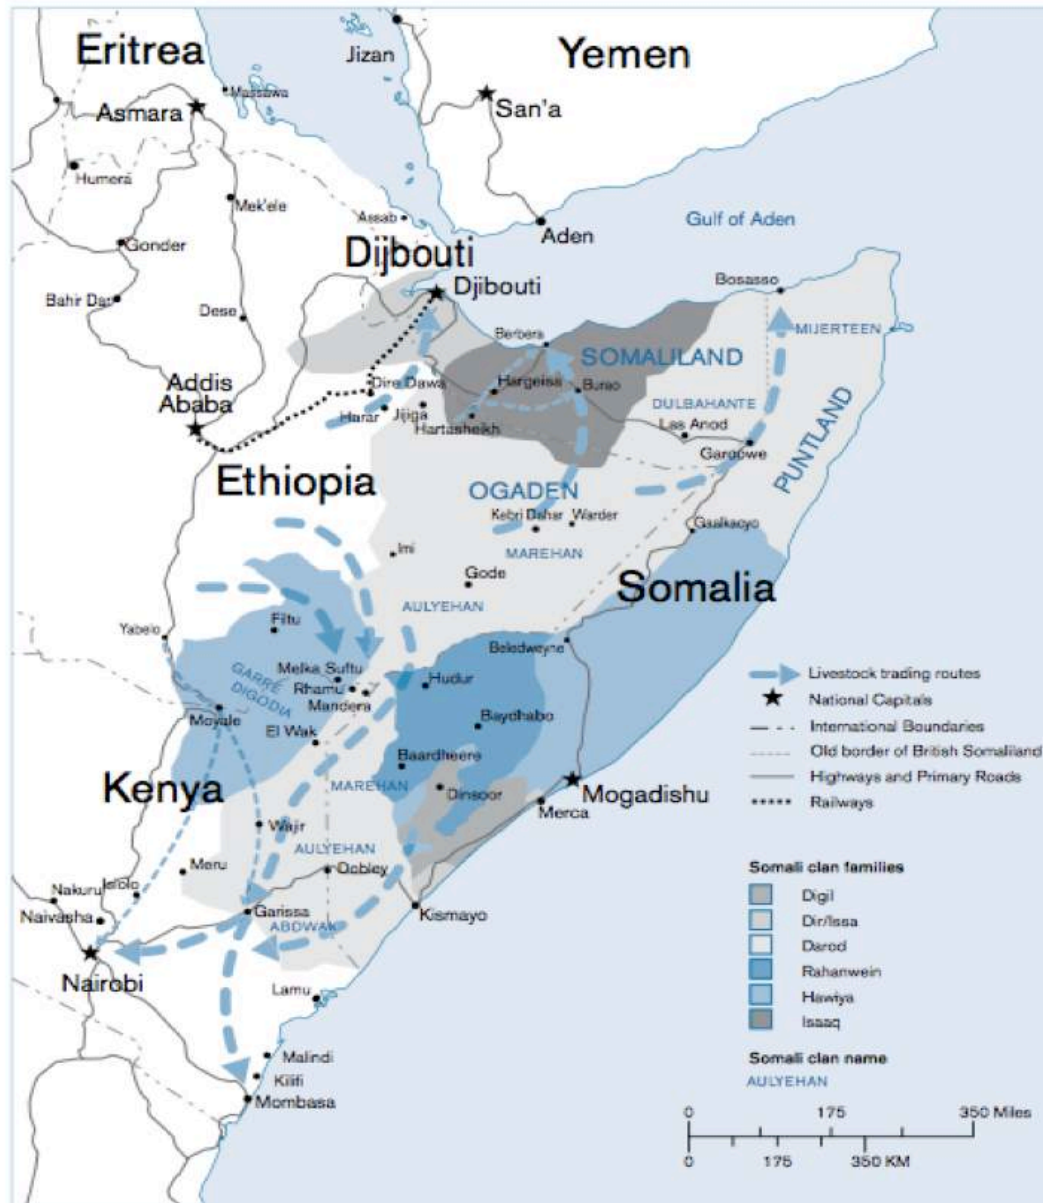 Eritrea
Massawa
Asmara
Humera
Mek'ele
Gonder
Bahir Dar
Dese
Jizan
Yemen
San'a
Aden
Assab
Gulf of Aden
Dijbouti
Djibouti
Bosasso
MIJERTEEN
Berbera
SOMALILAND
Addis
Ababa
Dire Dawa
Hargeisa
Burao
Harar
Jijiga
Hartasheikh
DULBAHANTE
Las Anod
Garoowe
PUNTLAND
Ethiopia
OGADEN
Kebri Dahar
Warder
Gaalkacyo
MAREHAN
Imi
Gode
Somalia
AULYEHAN
Filtu
Yabelo
Beledweyne
GARRE
DIGODIA
Melka Suftu
Rhamu
Mandera
Hudur
Moyale
El Wak
Baydhabo
Baardheere
Kenya
MAREHAN
Dinsoor
Mogadishu
Merca
Wajir
AULYEHAN
Meru
Dobley
Nakuru
Isiolo
Naivasha
Garissa
ABDWAK
Kismayo
Nairobi
Lamu
Malindi
Kilifi
Mombasa
Livestock trading routes
National Capitals
International Boundaries
Old border of British Somaliland
Highways and Primary Roads
Railways
Somali clan families
Digil
Dir/Issa
Darod
Rahanwein
Hawiya
Isaaq
Somali clan name
AULYEHAN
0 175 350 Miles
0 175 350 KM